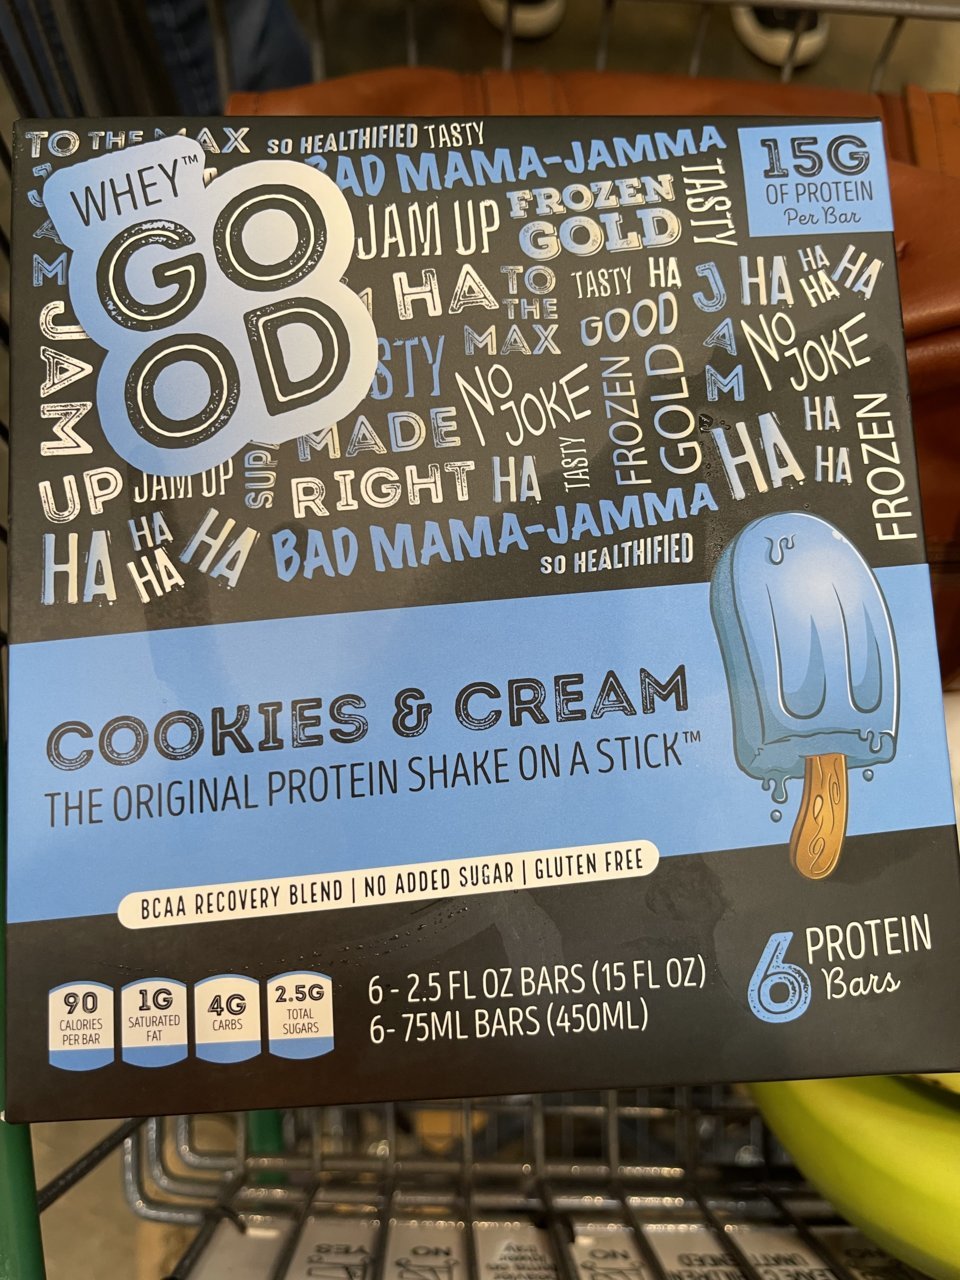 TO THE MAX
SO HEALTHIFIED TASTY
BAD MAMA-JAMMA
15G
OF PROTEIN
Per Bar
WHEY™
GO
OD
JAM UP
FROZEN
GOLD
TASTY
HA
TO
THE
MAX
TASTY HA
GOOD
JAM
HA
HA
HA
HA
NO
JOKE
JAM
UP
JAM UP
MADE
RIGHT
NO
JOKE
HA
TASTY
FROZEN
GOLD
HA
HA
HA
FROZEN
HA
HA
HA
HA
BAD MAMA-JAMMA
SO HEALTHIFIED
COOKIES & CREAM
THE ORIGINAL PROTEIN SHAKE ON A STICK™
BCAA RECOVERY BLEND | NO ADDED SUGAR | GLUTEN FREE
90
CALORIES
PER BAR
1G
SATURATED
FAT
4G
CARBS
2.5G
TOTAL
SUGARS
6 - 2.5 FL OZ BARS (15 FL OZ)
6- 75ML BARS (450ML)
6 PROTEIN
Bars